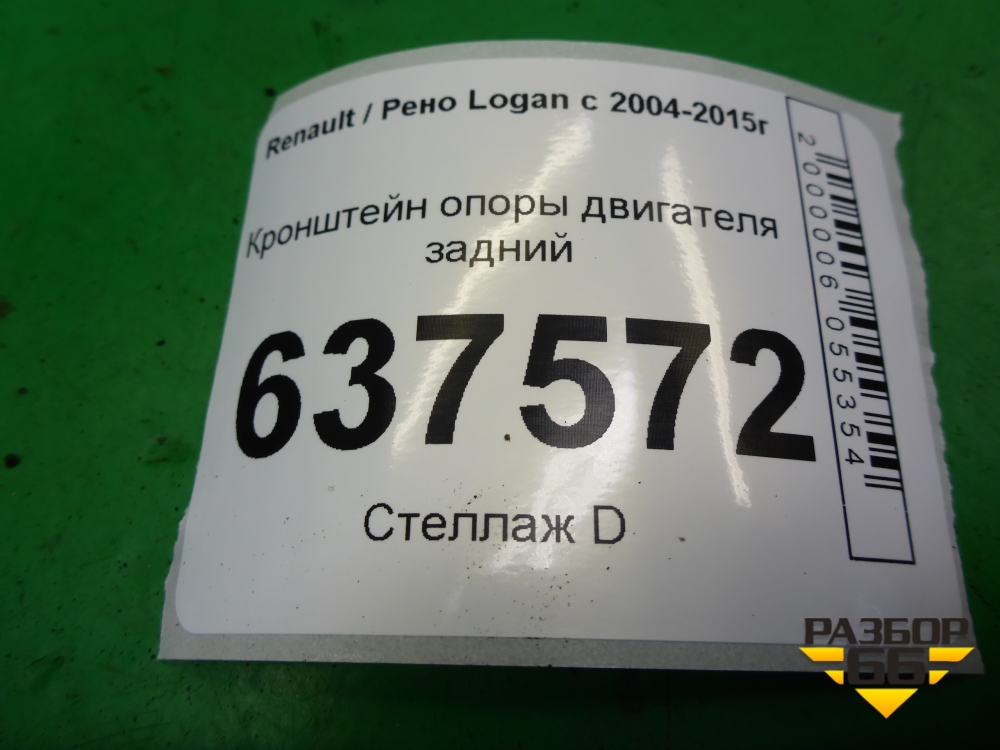 Renault / Рено Logan с 2004-2015г
Кронштейн опоры двигателя
задний
637572
Стеллаж D
2000006055354
РАЗБОР
66